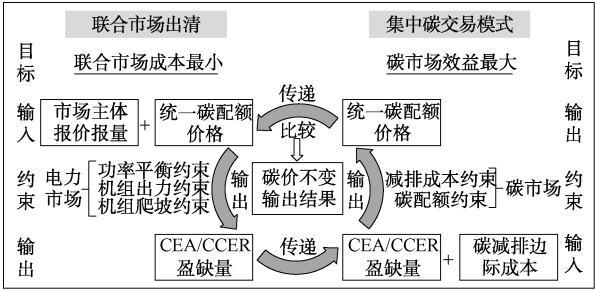 联合市场出清
集中碳交易模式
目标
联合市场成本最小
碳市场效益最大
目标
传递
输入
市场主体
报价报量
+
统一碳配额
价格
比较
统一碳配额
价格
输出
约束
电力
市场
功率平衡约束
机组出力约束
机组爬坡约束
输出
碳价不变
输出结果
输出
减排成本约束
碳配额约束
碳市场
约束
输出
CEA/CCER
盈缺量
传递
CEA/CCER
盈缺量
+
碳减排边
际成本
输入